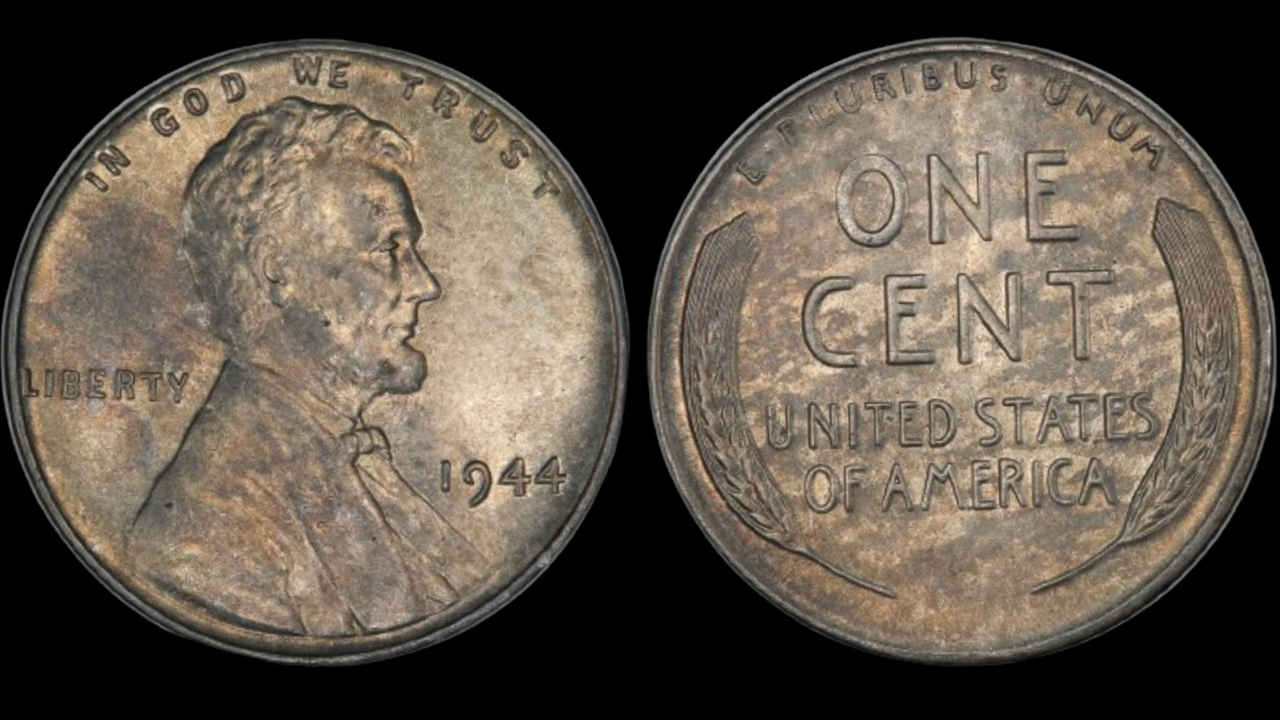 IN GOD WE TRUST
LIBERTY
1944
E PLURIBUS UNUM
ONE
CENT
UNITED STATES
OF AMERICA